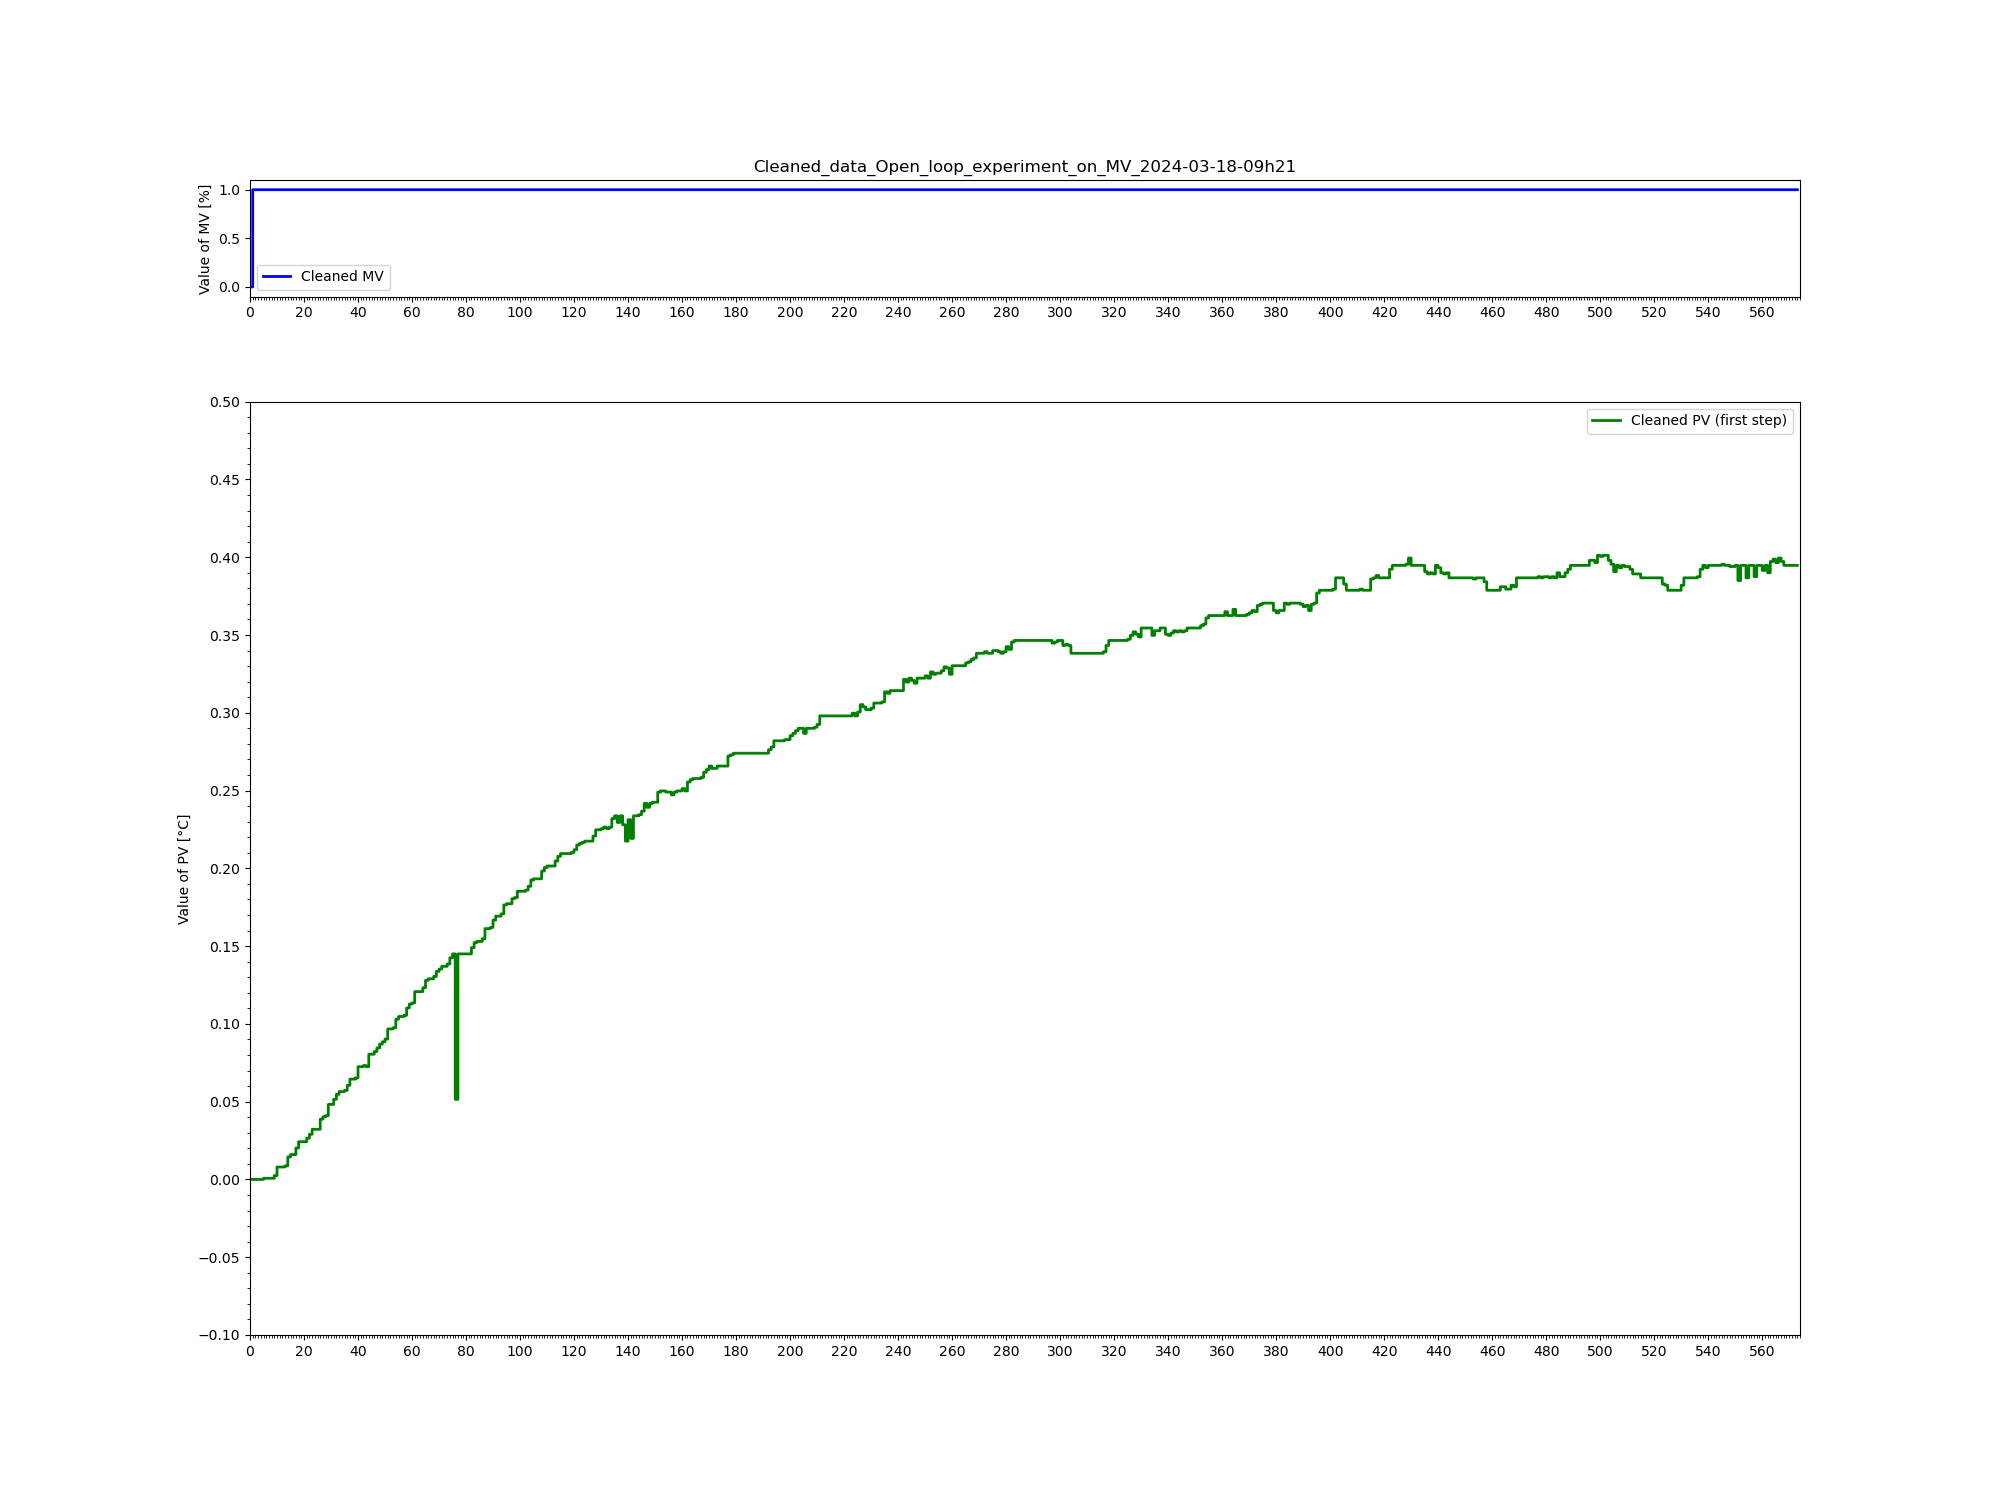 Cleaned_data_Open_loop_experiment_on_MV_2024-03-18-09h21
Value of MV [%]
1.0
0.5
0.0
Cleaned MV
0 20 40 60 80 100 120 140 160 180 200 220 240 260 280 300 320 340 360 380 400 420 440 460 480 500 520 540 560
Value of PV [°C]
0.50
0.45
0.40
0.35
0.30
0.25
0.20
0.15
0.10
0.05
0.00
−0.05
−0.10
Cleaned PV (first step)
0 20 40 60 80 100 120 140 160 180 200 220 240 260 280 300 320 340 360 380 400 420 440 460 480 500 520 540 560